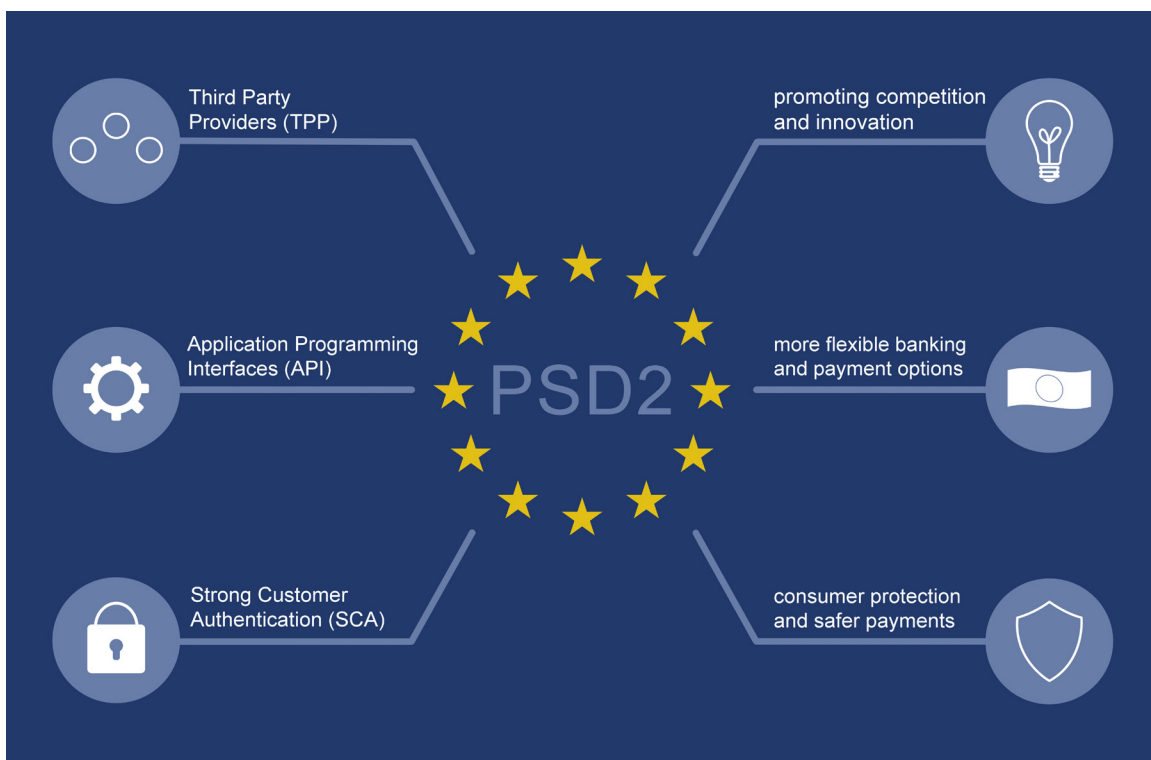 Third Party
Providers (TPP)
Application Programming
Interfaces (API)
Strong Customer
Authentication (SCA)
PSD2
promoting competition
and innovation
more flexible banking
and payment options
consumer protection
and safer payments